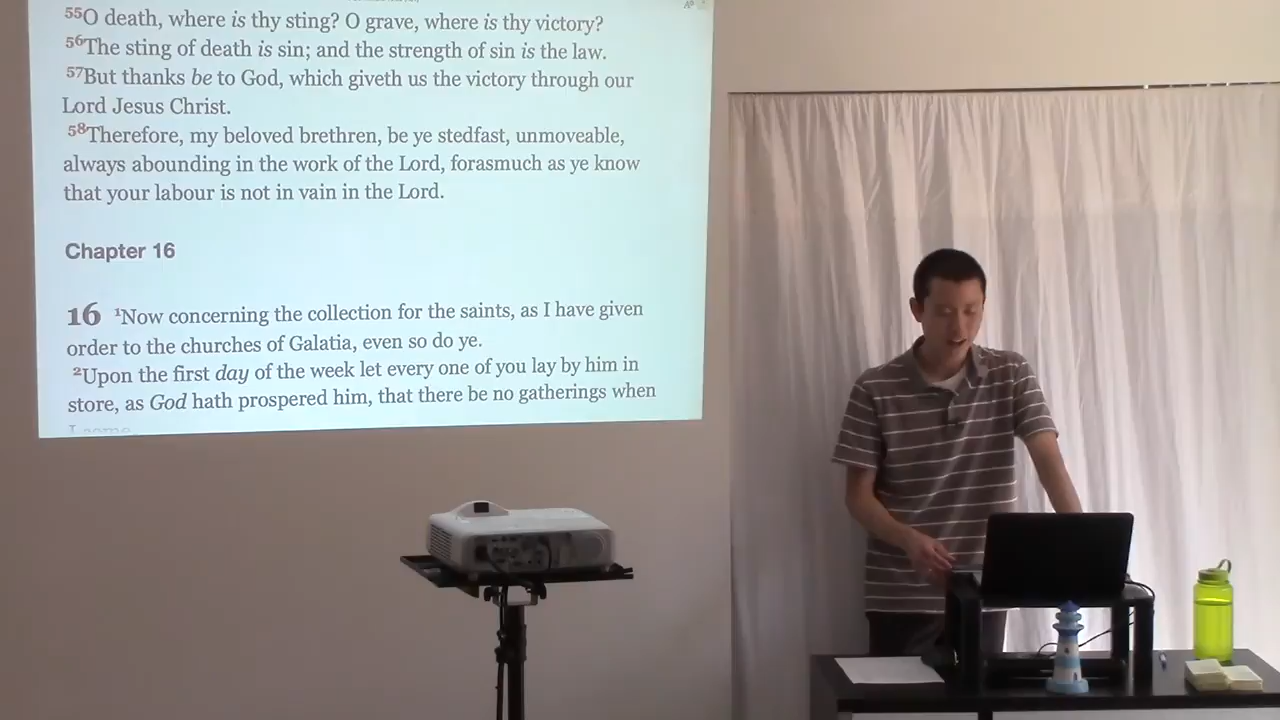 55O death, where is thy sting? O grave, where is thy victory?
56The sting of death is sin; and the strength of sin is the law.
57But thanks be to God, which giveth us the victory through our
Lord Jesus Christ.
58Therefore, my beloved brethren, be ye stedfast, unmoveable,
always abounding in the work of the Lord, forasmuch as ye know
that your labour is not in vain in the Lord.
Chapter 16
16 1Now concerning the collection for the saints, as I have given
order to the churches of Galatia, even so do ye.
2Upon the first day of the week let every one of you lay by him in
store, as God hath prospered him, that there be no gatherings when